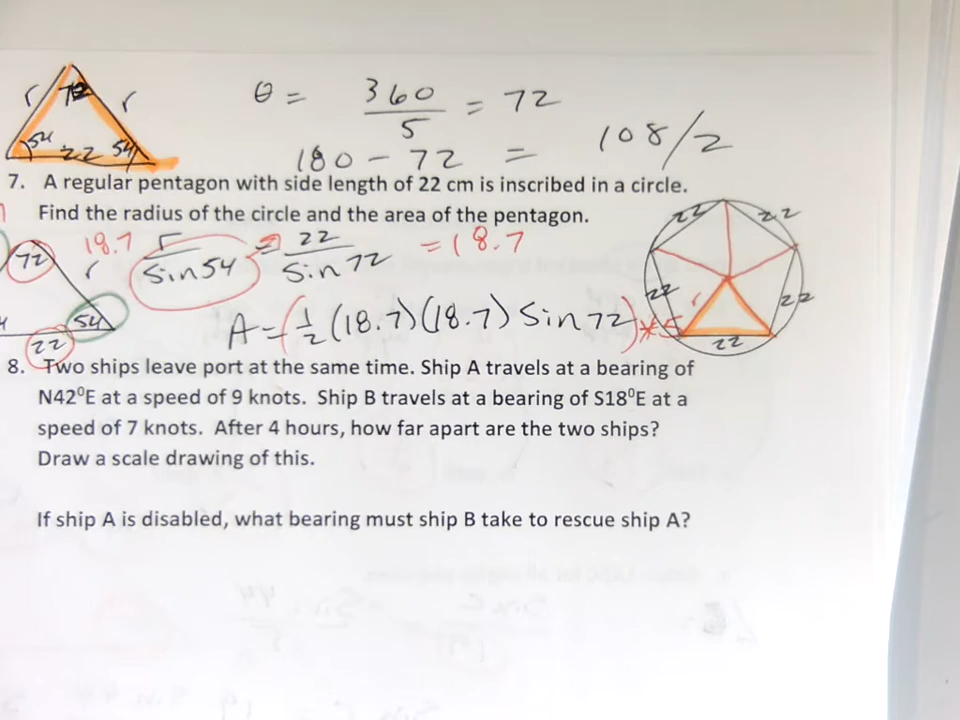 r 72 r θ = 360/5 = 72
54 22 54 180 - 72 = 108/2
7. A regular pentagon with side length of 22 cm is inscribed in a circle.
Find the radius of the circle and the area of the pentagon.
22 22
72 18.7 r r/sin54 = 22/sin72 = 18.7
54 22 r 22
22 A = (1/2 (18.7)(18.7) sin72) * 5 22
8. Two ships leave port at the same time. Ship A travels at a bearing of
N42⁰E at a speed of 9 knots. Ship B travels at a bearing of S18⁰E at a
speed of 7 knots. After 4 hours, how far apart are the two ships?
Draw a scale drawing of this.
If ship A is disabled, what bearing must ship B take to rescue ship A?